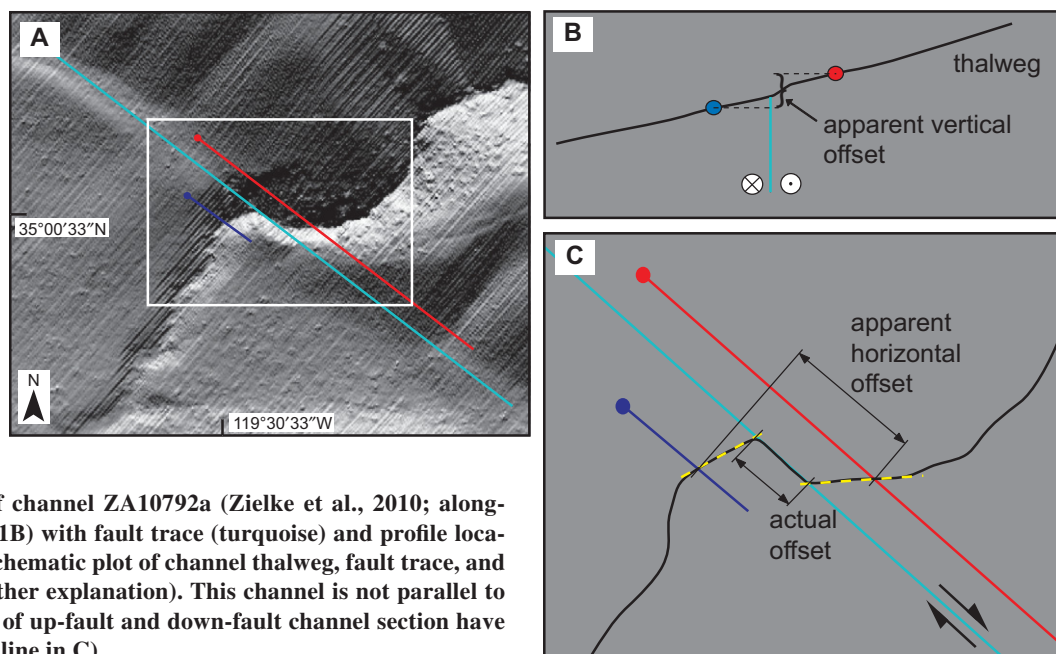 A
35°00′33″N
N
119°30′33″W
B
thalweg
apparent vertical
offset
C
apparent
horizontal
offset
actual
offset
f channel ZA10792a (Zielke et al., 2010; along-
1B) with fault trace (turquoise) and profile loca-
chematic plot of channel thalweg, fault trace, and
ther explanation). This channel is not parallel to
of up-fault and down-fault channel section have
line in C).